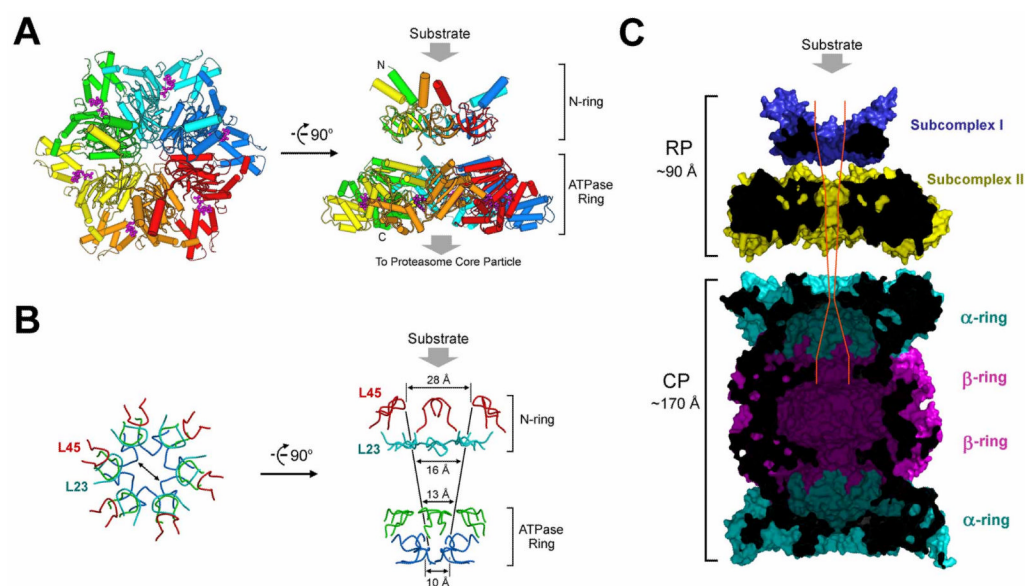 A
Substrate
N
N-ring
90°
ATPase
Ring
C
To Proteasome Core Particle
B
Substrate
28 Å
L45
N-ring
L45
L23
90°
L23
16 Å
13 Å
ATPase
Ring
10 Å
C
Substrate
Subcomplex I
RP
~90 Å
Subcomplex II
α-ring
β-ring
CP
~170 Å
β-ring
α-ring